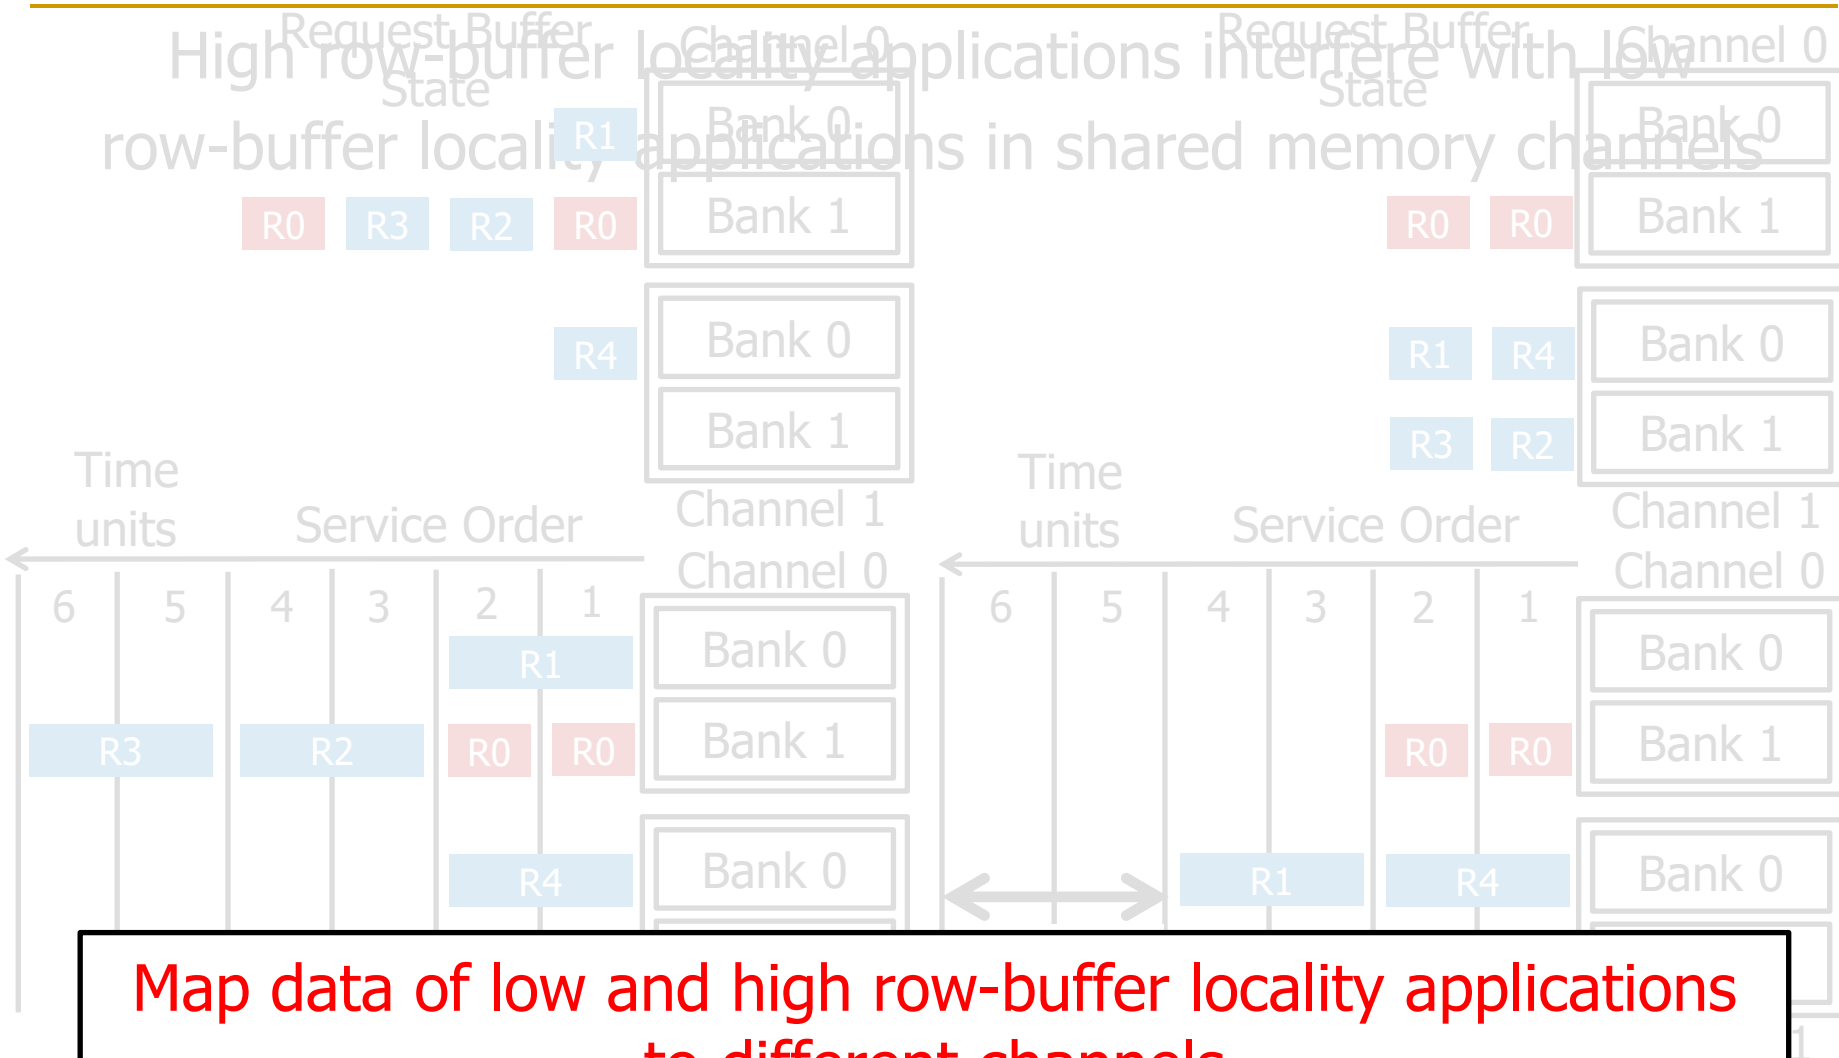 High row-buffer locality applications interfere with low
row-buffer locality applications in shared memory channels
Request Buffer
State
Channel 0
R1
Bank 0
R0 R3 R2 R0
Bank 1
R4
Bank 0
Bank 1
Channel 1
Time
units
Service Order
Channel 0
6 5 4 3 2 1
R1
Bank 0
R3 R2 R0 R0
Bank 1
R4
Bank 0
Request Buffer
State
Channel 0
Bank 0
R0 R0
Bank 1
R1 R4
Bank 0
R3 R2
Bank 1
Channel 1
Time
units
Service Order
Channel 0
6 5 4 3 2 1
Bank 0
R0 R0
Bank 1
R1 R4
Bank 0
1
Map data of low and high row-buffer locality applications
to different channels